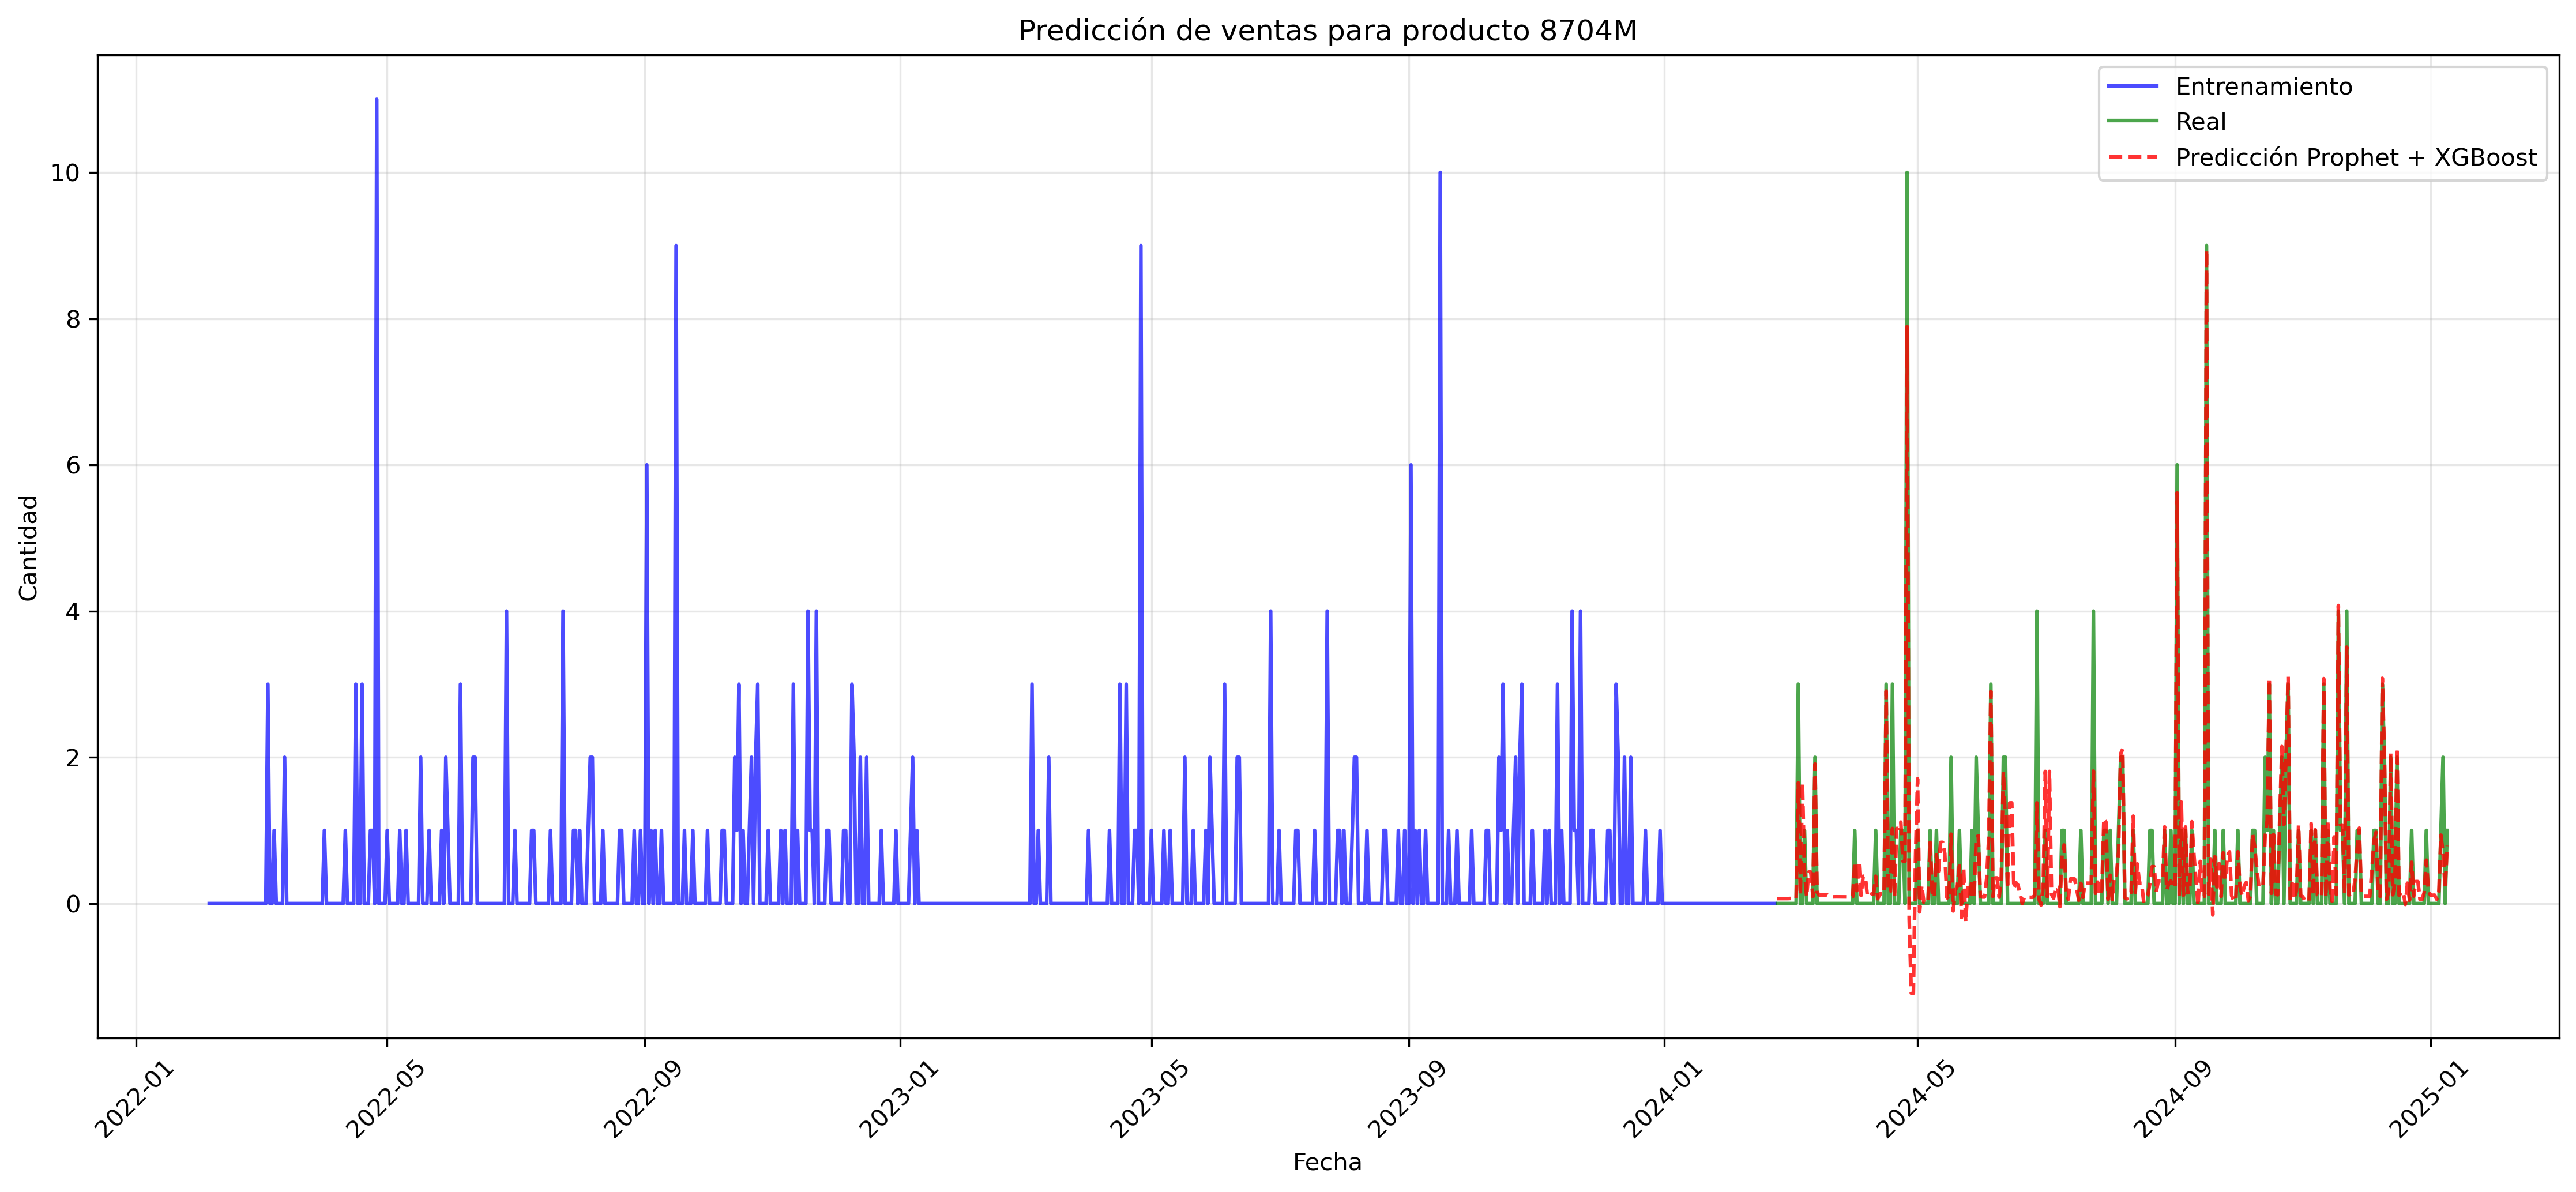 Predicción de ventas para producto 8704M
Entrenamiento
Real
Predicción Prophet + XGBoost
10
8
6
4
2
0
Cantidad
2022-01
2022-05
2022-09
2023-01
2023-05
2023-09
2024-01
2024-05
2024-09
2025-01
Fecha